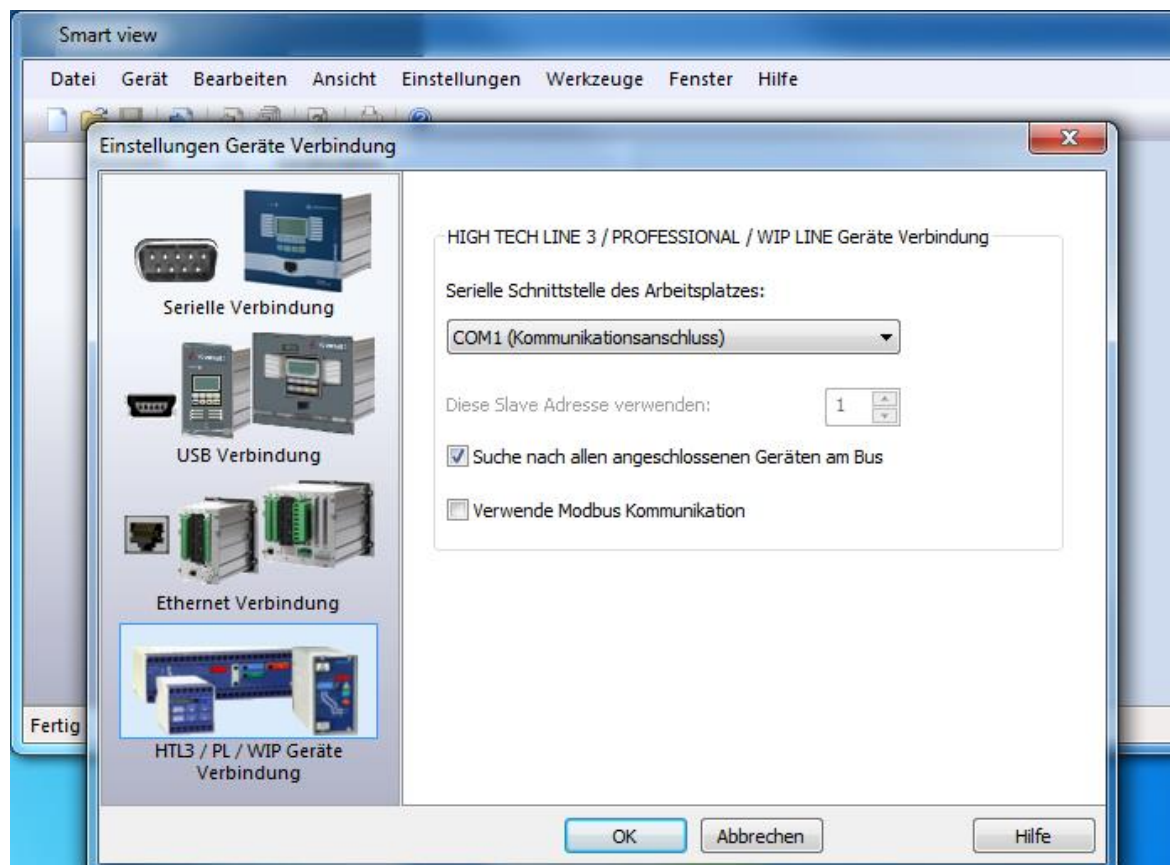 Smart view
Datei Gerät Bearbeiten Ansicht Einstellungen Werkzeuge Fenster Hilfe
Einstellungen Geräte Verbindung
Serielle Verbindung
USB Verbindung
Ethernet Verbindung
HTL3 / PL / WIP Geräte
Verbindung
HIGH TECH LINE 3 / PROFESSIONAL / WIP LINE Geräte Verbindung
Serielle Schnittstelle des Arbeitsplatzes:
COM1 (Kommunikationsanschluss)
Diese Slave Adresse verwenden: 1
Suche nach allen angeschlossenen Geräten am Bus
Verwende Modbus Kommunikation
Fertig
OK Abbrechen Hilfe